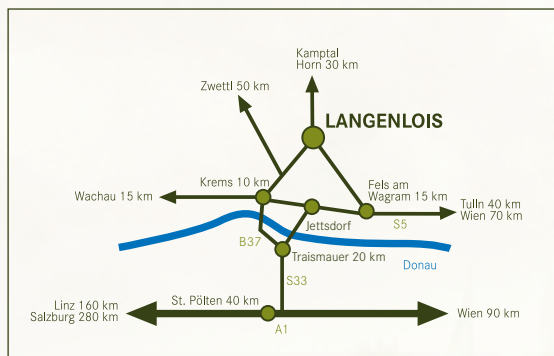 Kamptal
Horn 30 km
Zwettl 50 km
LANGENLOIS
Krems 10 km
Fels am
Wagram 15 km
Wachau 15 km
Tulln 40 km
Wien 70 km
Jettsdorf
S5
B37
Traismauer 20 km
Donau
S33
Linz 160 km
Salzburg 280 km
St. Pölten 40 km
Wien 90 km
A1